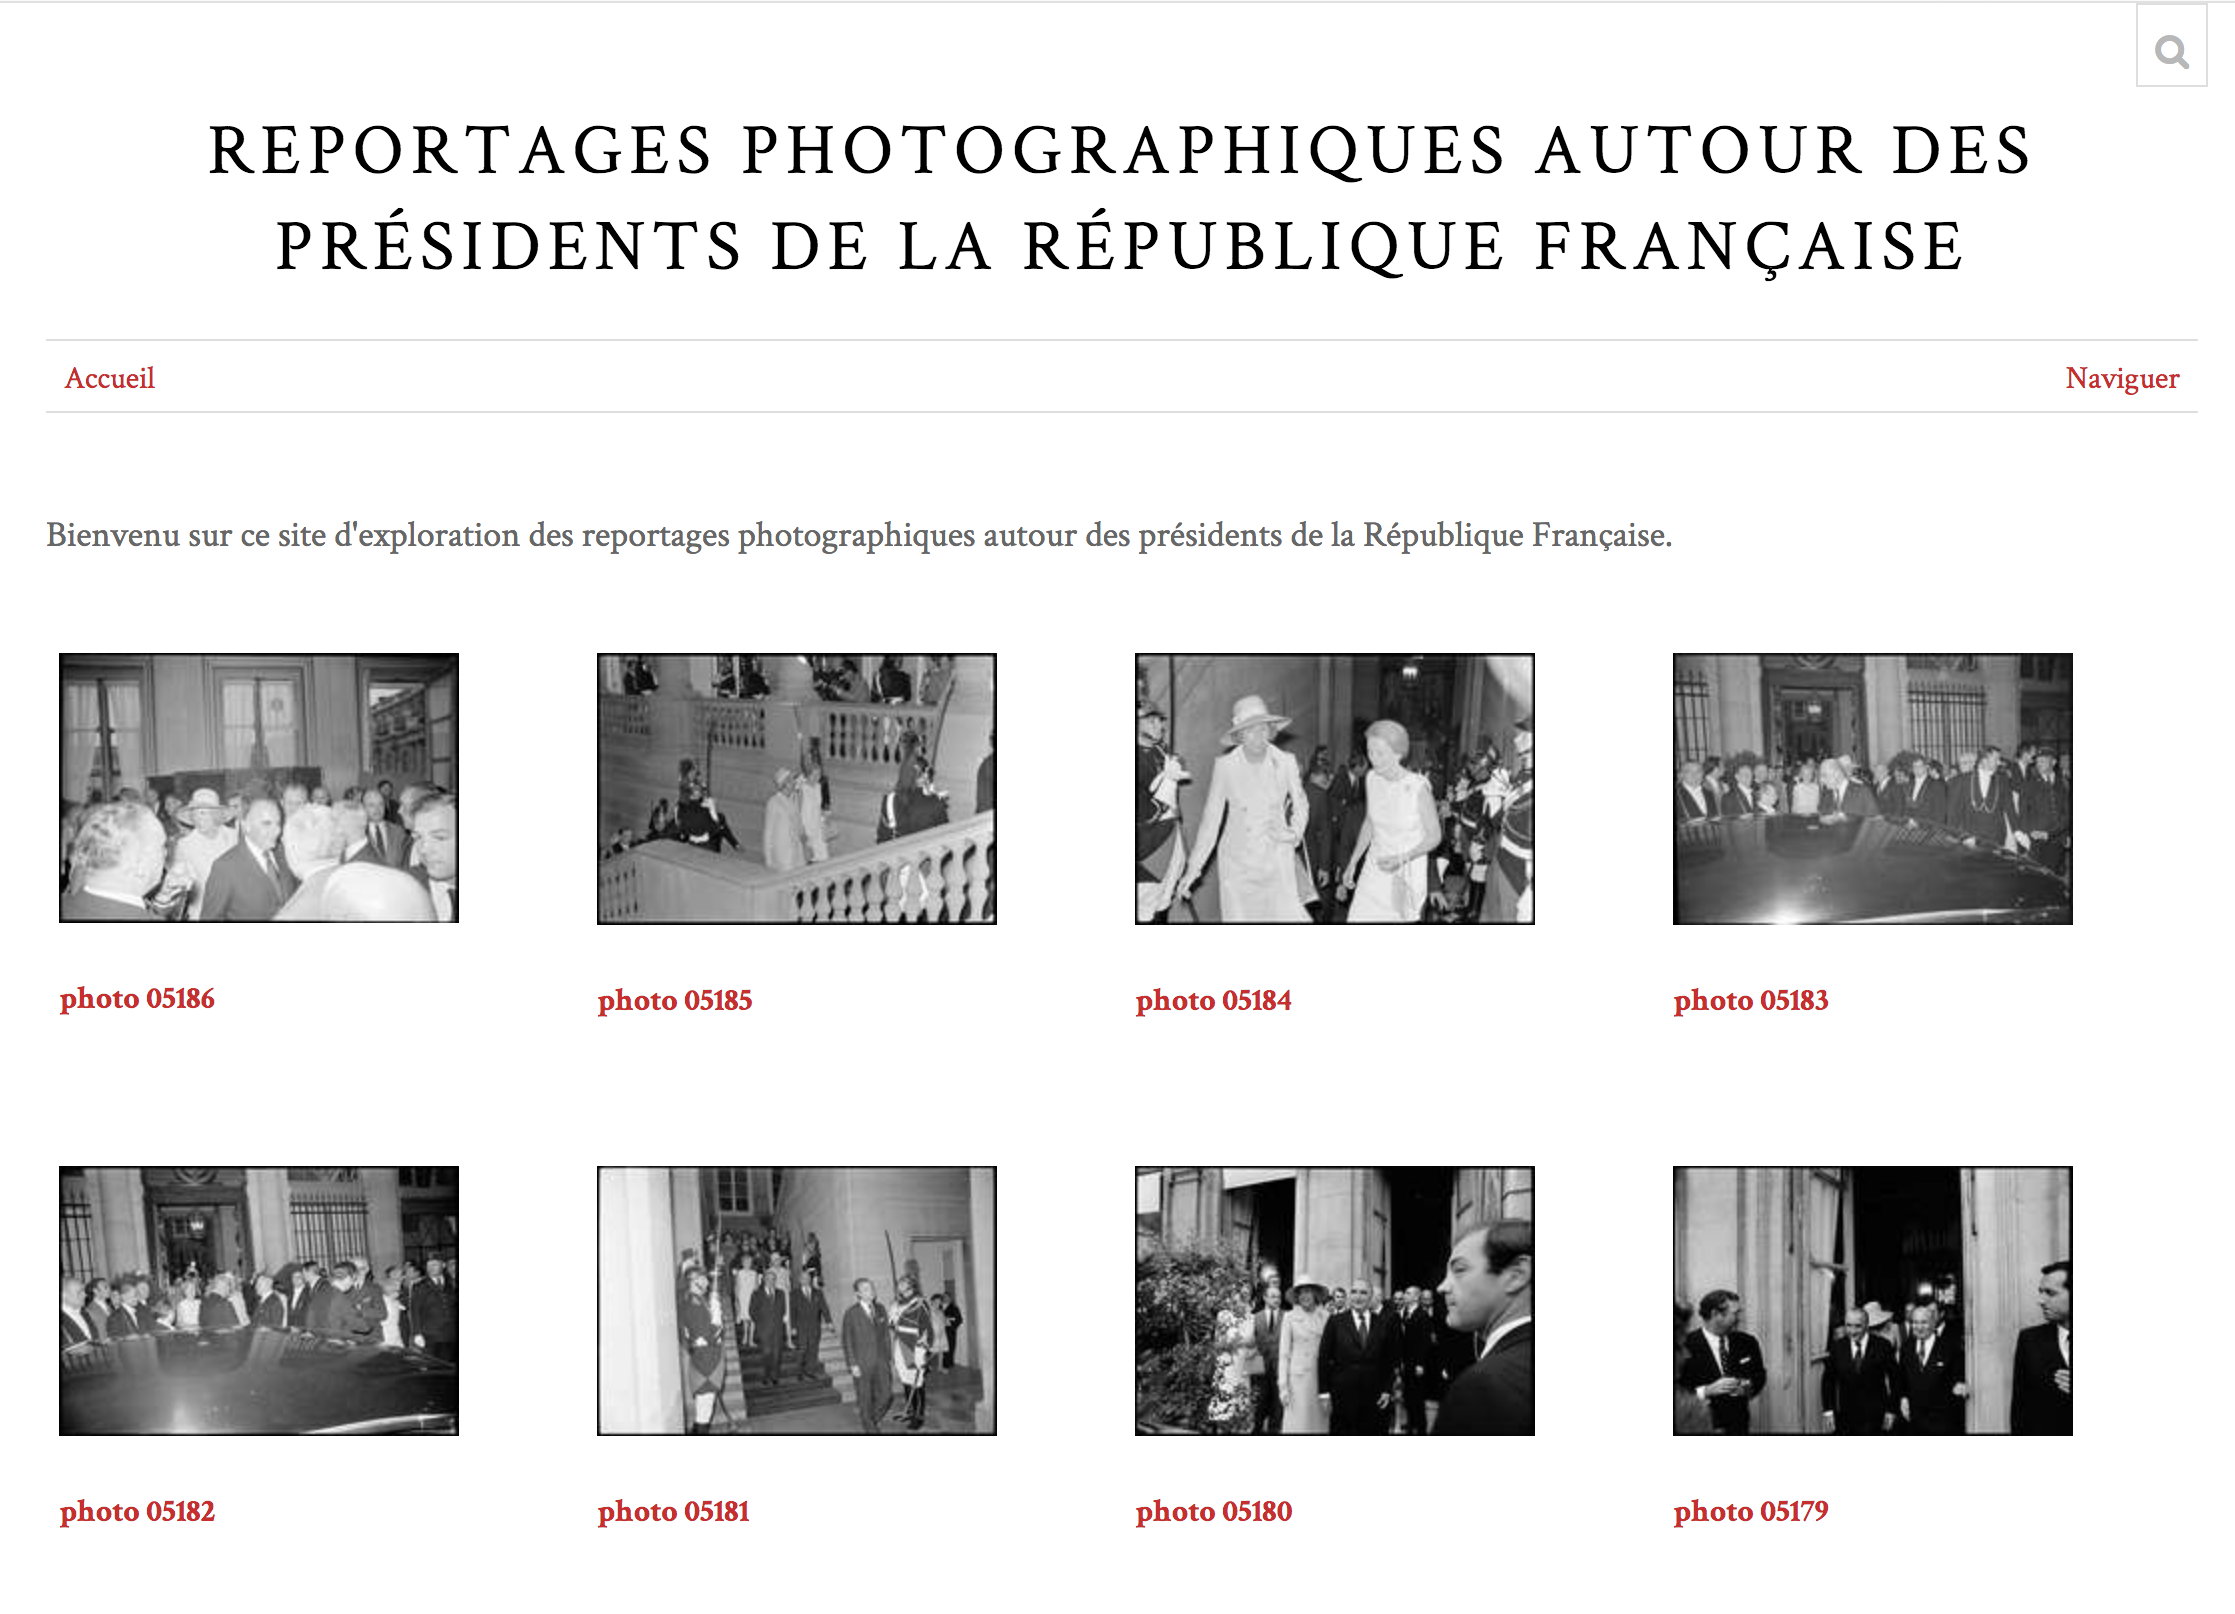 REPORTAGES PHOTOGRAPHIQUES AUTOUR DES
PRÉSIDENTS DE LA RÉPUBLIQUE FRANÇAISE
Accueil
Naviguer
Bienvenu sur ce site d'exploration des reportages photographiques autour des présidents de la République Française.
photo 05186
photo 05185
photo 05184
photo 05183
photo 05182
photo 05181
photo 05180
photo 05179